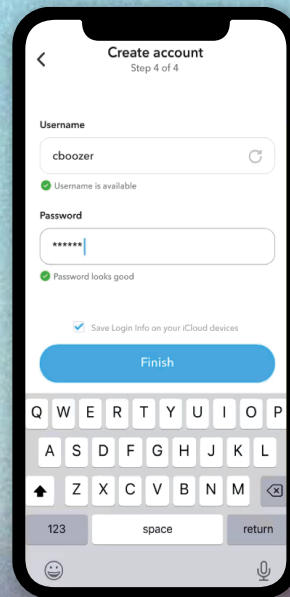 Create account
Step 4 of 4
Username
cboozer
Username is available
Password
******
Password looks good
Save Login Info on your iCloud devices
Finish
Q W E R T Y U I O P
A S D F G H J K L
Z X C V B N M
123 space return